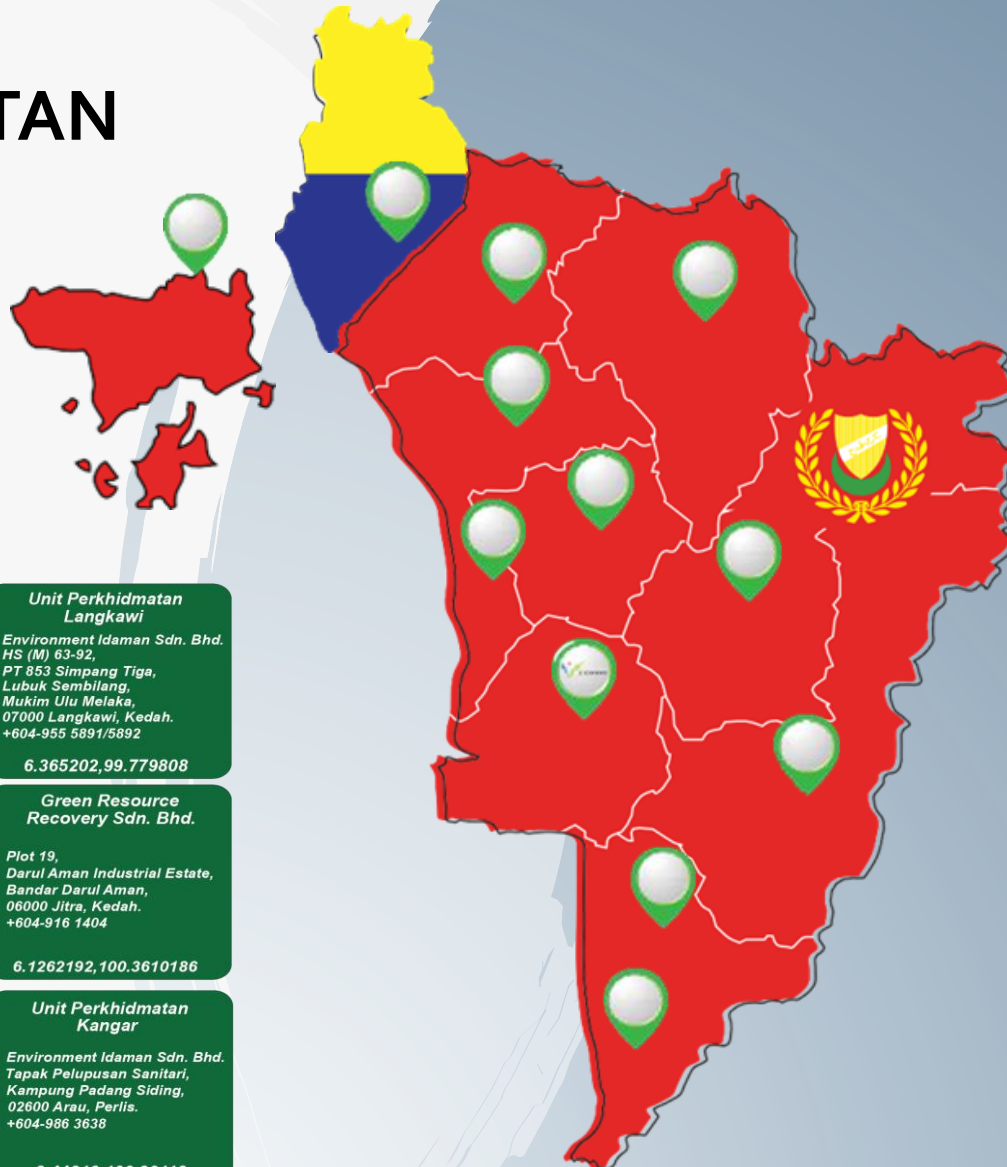 TAN
Unit Perkhidmatan
Langkawi
Environment Idaman Sdn. Bhd.
HS (M) 63-92,
PT 853 Simpang Tiga,
Lubuk Sembilang,
Mukim Ulu Melaka,
07000 Langkawi, Kedah.
+604-955 5891/5892
6.365202,99.779808
Green Resource
Recovery Sdn. Bhd.
Plot 19,
Darul Aman Industrial Estate,
Bandar Darul Aman,
06000 Jitra, Kedah.
+604-916 1404
6.1262192,100.3610186
Unit Perkhidmatan
Kangar
Environment Idaman Sdn. Bhd.
Tapak Pelupusan Sanitari,
Kampung Padang Siding,
02600 Arau, Perlis.
+604-986 3638